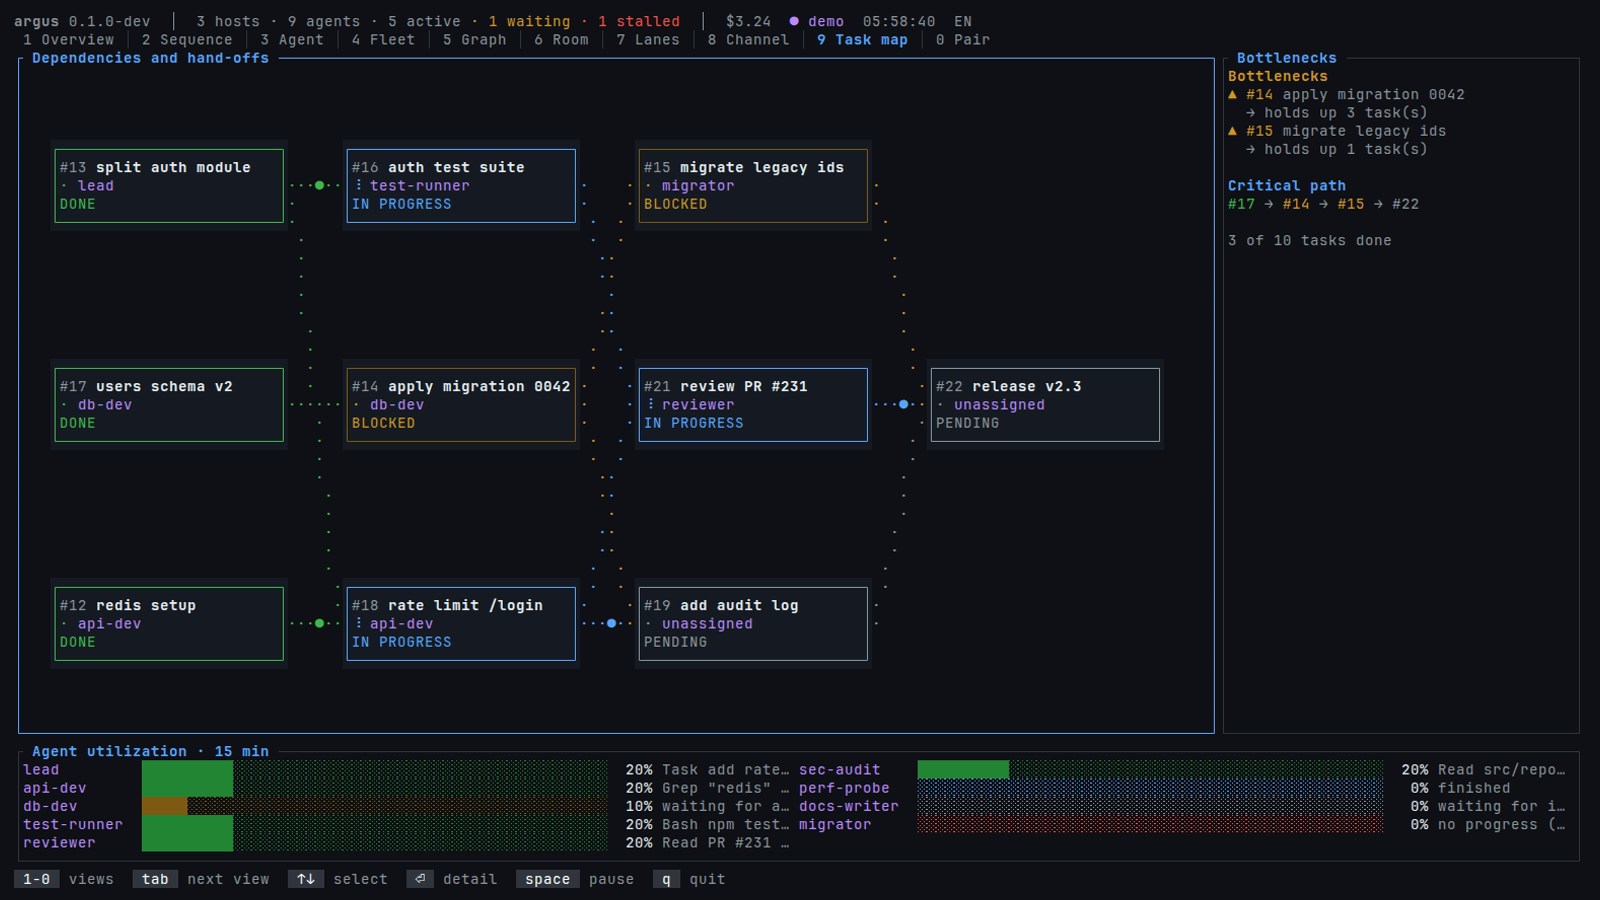 argus 0.1.0-dev │ 3 hosts · 9 agents · 5 active · 1 waiting · 1 stalled │ $3.24 ● demo 05:58:40 EN
1 Overview │ 2 Sequence │ 3 Agent │ 4 Fleet │ 5 Graph │ 6 Room │ 7 Lanes │ 8 Channel │ 9 Task map │ 0 Pair
Dependencies and hand-offs
#13 split auth module
· lead
DONE
#16 auth test suite
⠇test-runner
IN PROGRESS
#15 migrate legacy ids
· migrator
BLOCKED
#17 users schema v2
· db-dev
DONE
#14 apply migration 0042
· db-dev
BLOCKED
#21 review PR #231
⠇reviewer
IN PROGRESS
#22 release v2.3
· unassigned
PENDING
#12 redis setup
· api-dev
DONE
#18 rate limit /login
⠇api-dev
IN PROGRESS
#19 add audit log
· unassigned
PENDING
Bottlenecks
Bottlenecks
▲ #14 apply migration 0042
→ holds up 3 task(s)
▲ #15 migrate legacy ids
→ holds up 1 task(s)
Critical path
#17 → #14 → #15 → #22
3 of 10 tasks done
Agent utilization · 15 min
lead 20% Task add rate…
api-dev 20% Grep "redis" …
db-dev 10% waiting for a…
test-runner 20% Bash npm test…
reviewer 20% Read PR #231 …
sec-audit 20% Read src/repo…
perf-probe 0% finished
docs-writer 0% waiting for i…
migrator 0% no progress (…
1-0 views tab next view ↑↓ select ⏎ detail space pause q quit